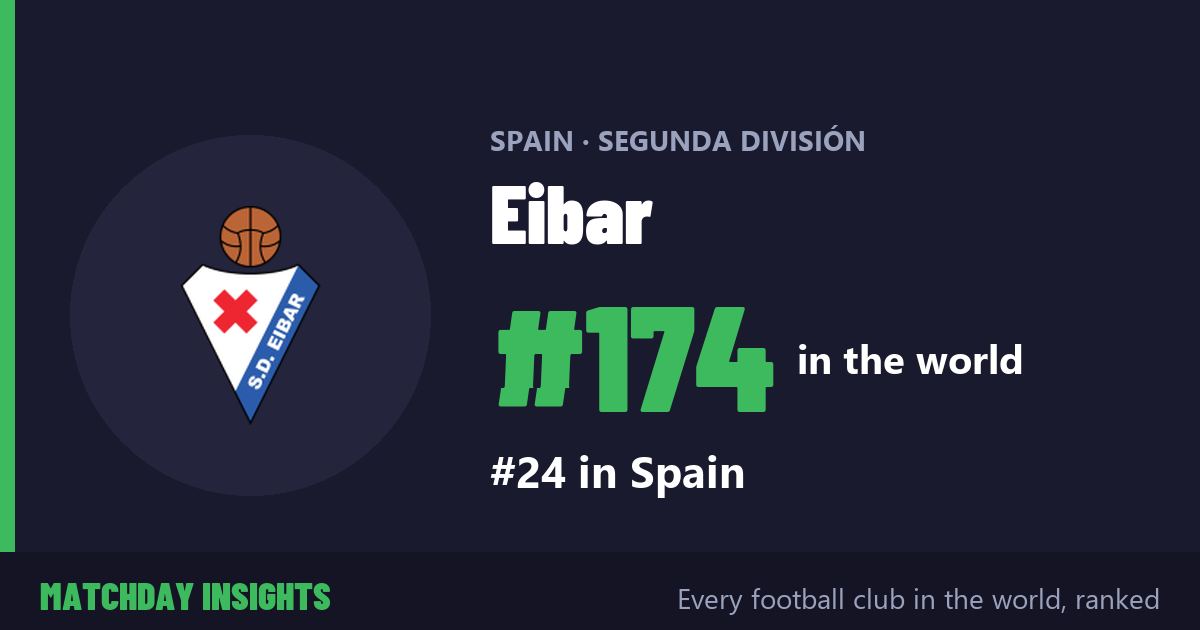 SPAIN · SEGUNDA DIVISIÓN
Eibar
#174 in the world
#24 in Spain
S.D. EIBAR
MATCHDAY INSIGHTS
Every football club in the world, ranked